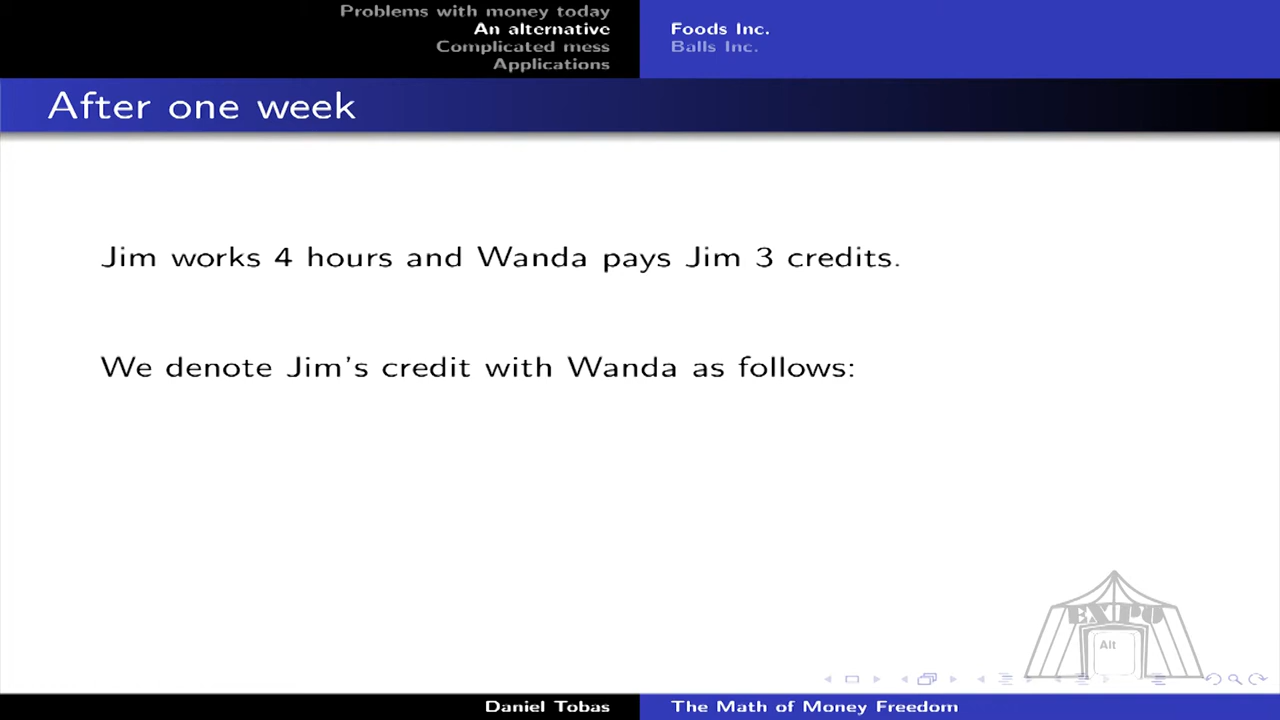 Problems with money today
An alternative
Complicated mess
Applications
Foods Inc.
Balls Inc.
After one week
Jim works 4 hours and Wanda pays Jim 3 credits.
We denote Jim's credit with Wanda as follows:
EXPO
Alt
Daniel Tobas
The Math of Money Freedom